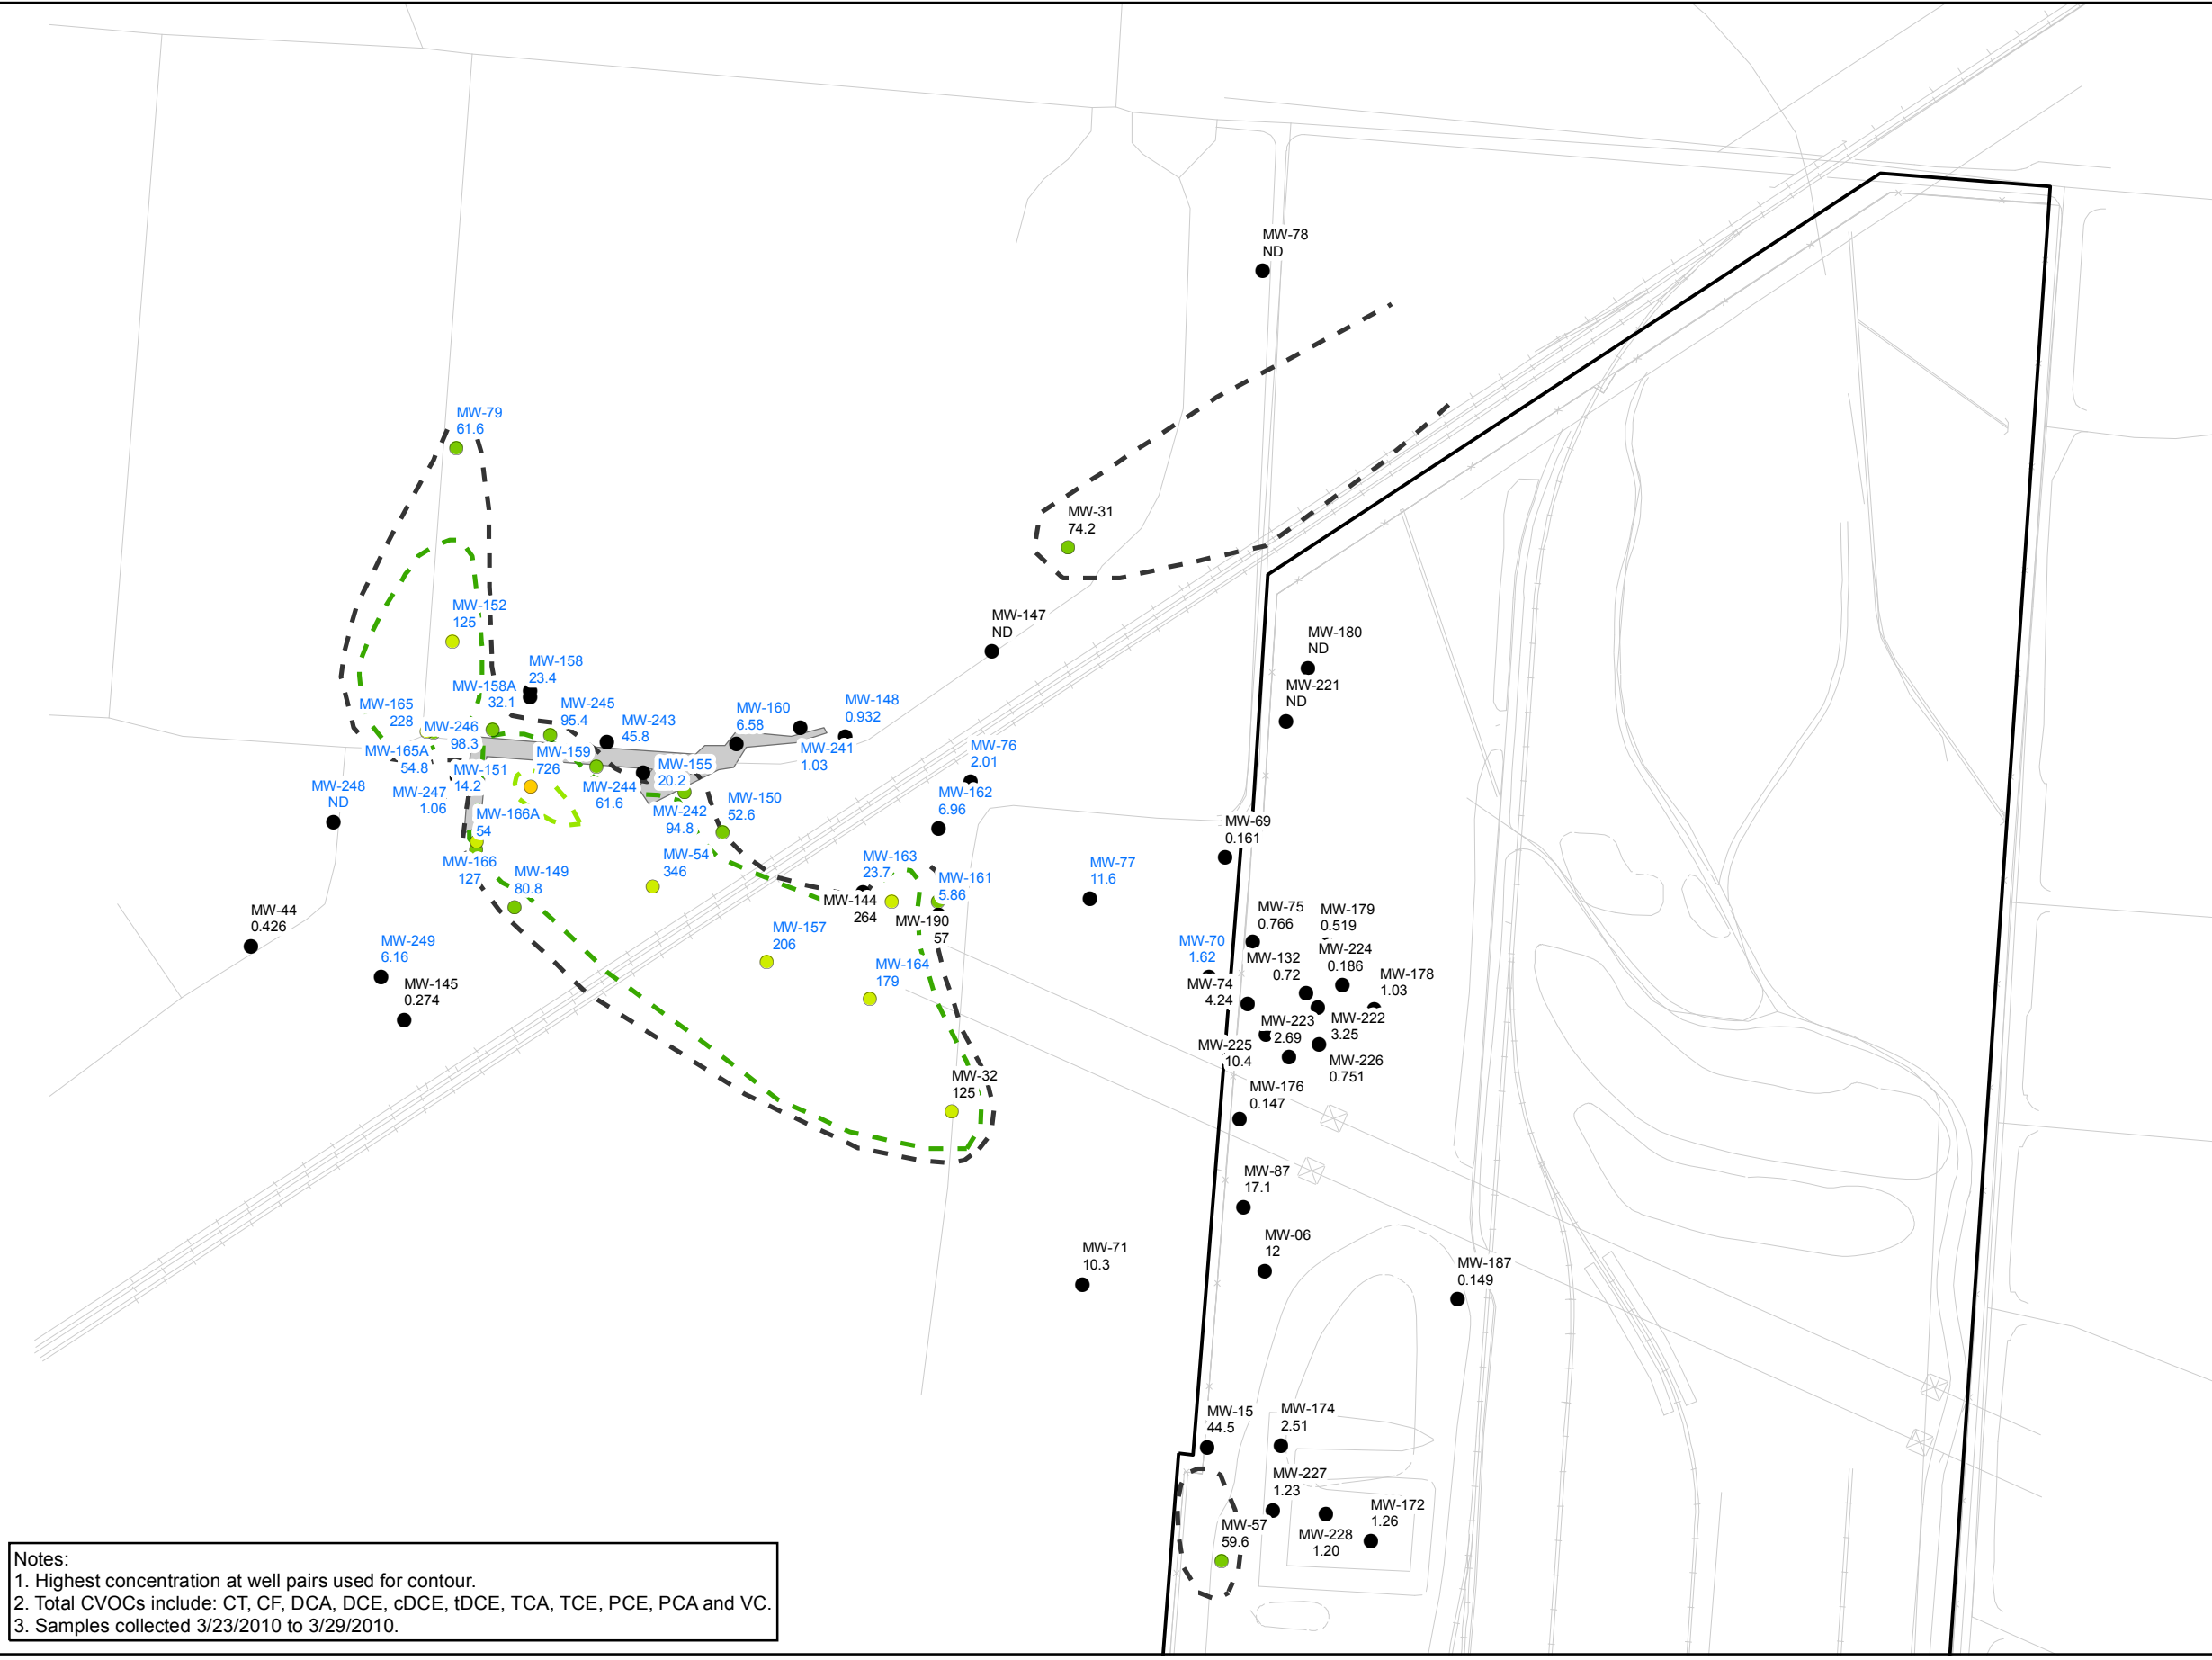 MW-78
ND
MW-79
61.6
MW-31
74.2
MW-152
125
MW-147
ND
MW-180
ND
MW-158
23.4
MW-158A
32.1
MW-221
ND
MW-165
228
MW-245
95.4
MW-148
0.932
MW-160
6.58
MW-243
45.8
MW-246
98.3
MW-241
1.03
MW-76
2.01
MW-165A
54.8
MW-159
726
MW-155
20.2
MW-151
14.2
MW-248
ND
MW-247
1.06
MW-244
61.6
MW-150
52.6
MW-162
6.96
MW-166A
54
MW-242
94.8
MW-69
0.161
MW-166
127
MW-149
80.8
MW-54
346
MW-163
23.7
MW-77
11.6
MW-161
5.86
MW-144
264
MW-44
0.426
MW-75
0.766
MW-179
0.519
MW-190
57
MW-157
206
MW-249
6.16
MW-70
1.62
MW-224
0.186
MW-132
0.72
MW-164
179
MW-178
1.03
MW-145
0.274
MW-74
4.24
MW-223
2.69
MW-222
3.25
MW-225
10.4
MW-226
0.751
MW-32
125
MW-176
0.147
MW-87
17.1
MW-06
12
MW-71
10.3
MW-187
0.149
MW-15
44.5
MW-174
2.51
MW-227
1.23
MW-172
1.26
MW-57
59.6
MW-228
1.20
Notes:
1. Highest concentration at well pairs used for contour.
2. Total CVOCs include: CT, CF, DCA, DCE, cDCE, tDCE, TCA, TCE, PCE, PCA and VC.
3. Samples collected 3/23/2010 to 3/29/2010.